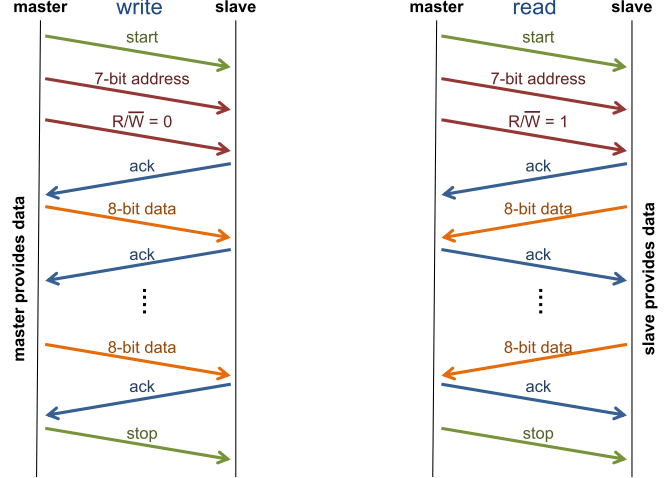 master write slave
start
7-bit address
R/W̅ = 0
ack
8-bit data
ack
8-bit data
ack
stop
master provides data
master read slave
start
7-bit address
R/W̅ = 1
ack
8-bit data
ack
8-bit data
ack
stop
slave provides data